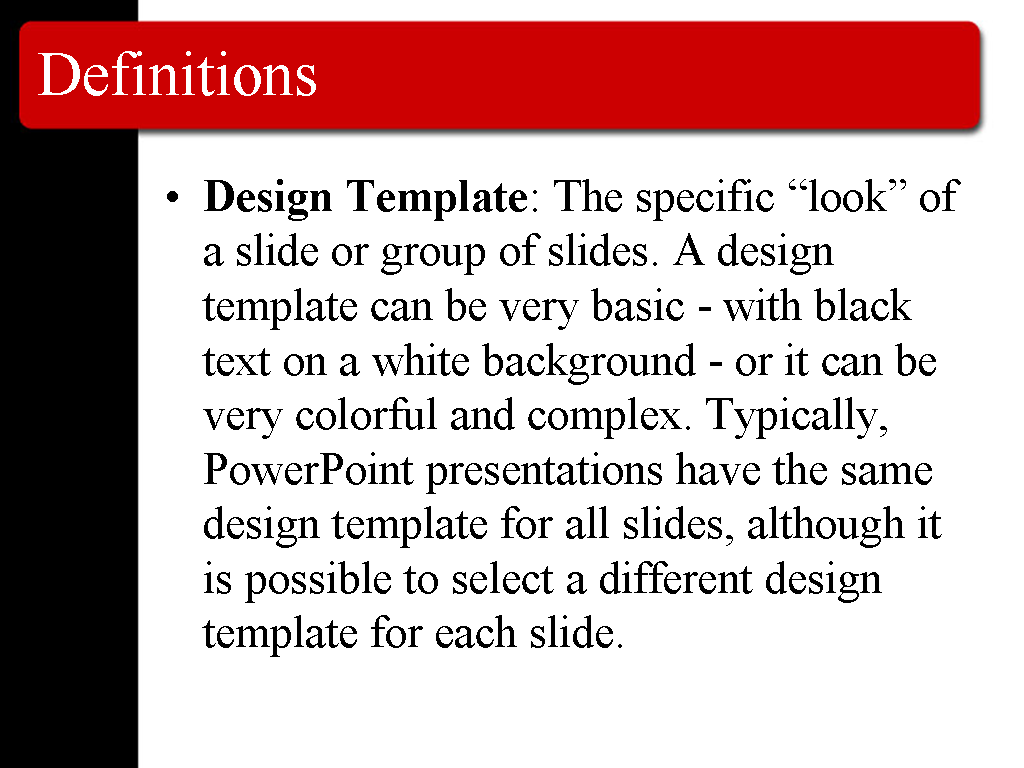 Definitions
• Design Template: The specific “look” of
a slide or group of slides. A design
template can be very basic - with black
text on a white background - or it can be
very colorful and complex. Typically,
PowerPoint presentations have the same
design template for all slides, although it
is possible to select a different design
template for each slide.